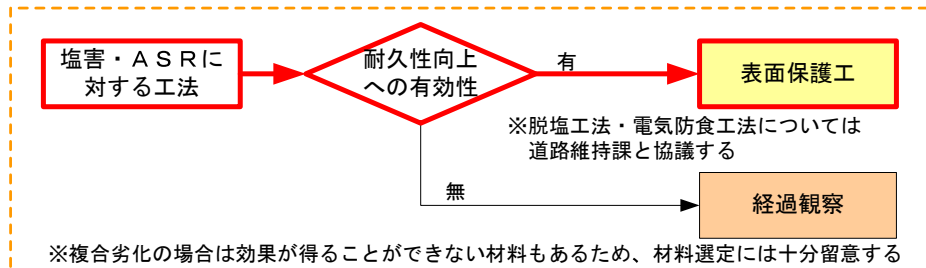 塩害・ASRに
対する工法
耐久性向上
への有効性
有
表面保護工
※脱塩工法・電気防食工法については
道路維持課と協議する
無
経過観察
※複合劣化の場合は効果が得ることができない材料もあるため、材料選定には十分留意する